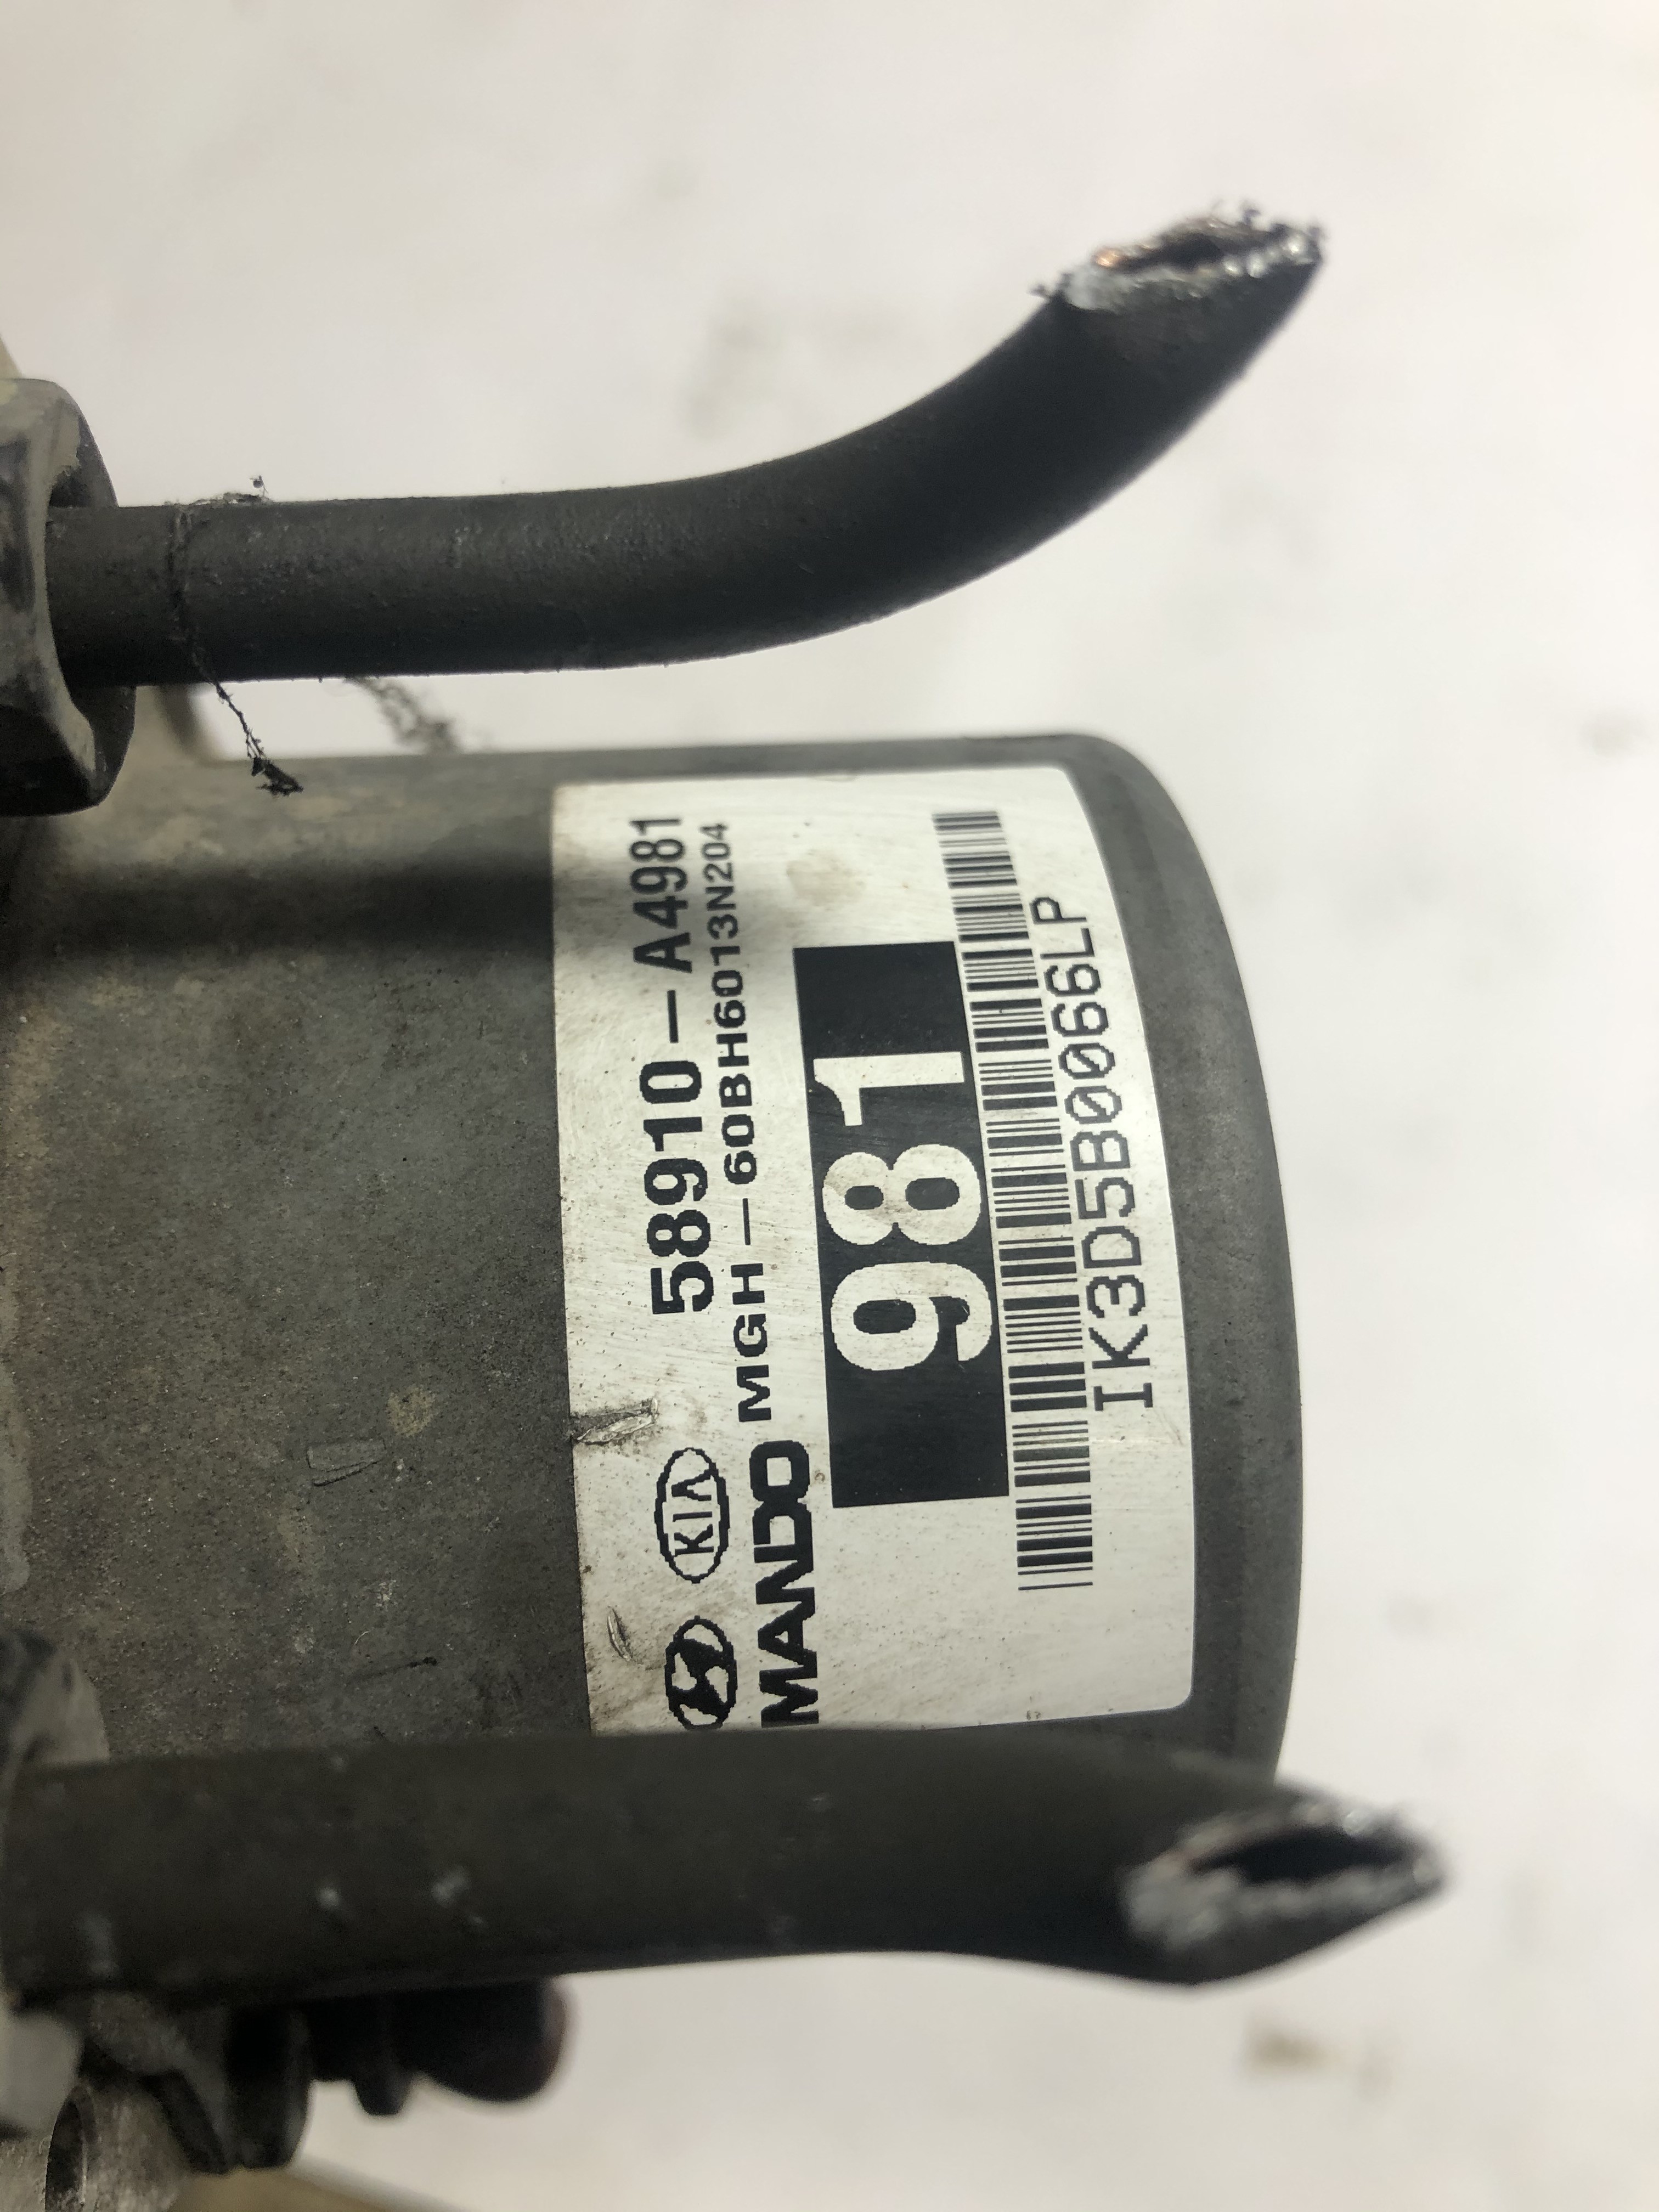 KIA 58910-A4981
MANDO MGH-60BH6013N204
981
IK3D5B0066LP